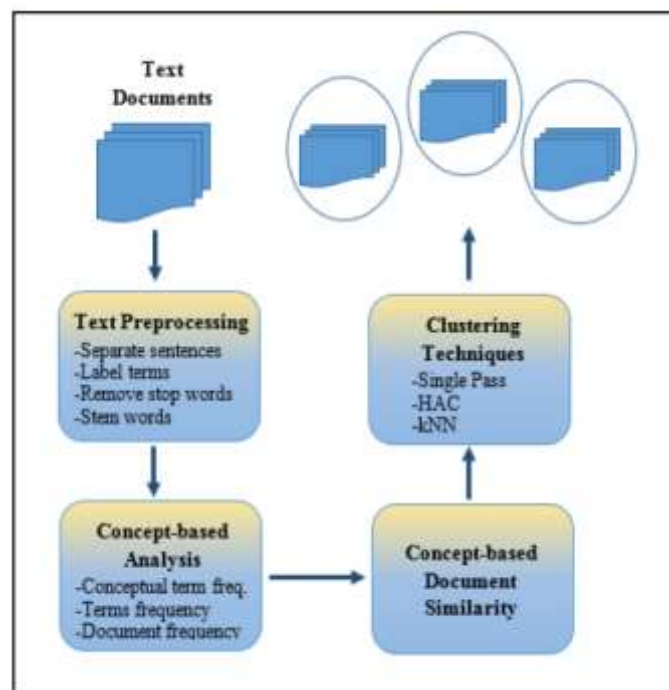 Text
Documents
Text Preprocessing
-Separate sentences
-Label terms
-Remove stop words
-Stem words
Concept-based
Analysis
-Conceptual term freq.
-Terms frequency
-Document frequency
Concept-based
Document
Similarity
Clustering
Techniques
-Single Pass
-HAC
-kNN